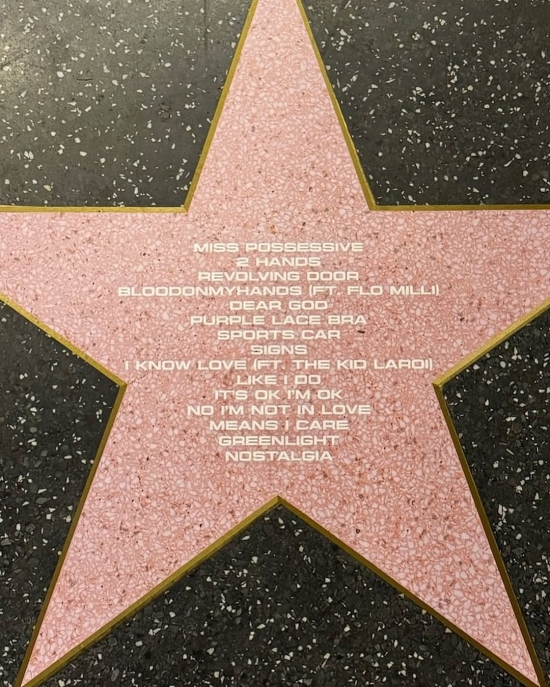 MISS POSSESSIVE
2 HANDS
REVOLVING DOOR
BLOODONMYHANDS (FT. FLO MILLI)
DEAR GOD
PURPLE LACE BRA
SPORTS CAR
SIGNS
I KNOW LOVE (FT. THE KID LAROI)
LIKE I DO
IT'S OK I'M OK
NO I'M NOT IN LOVE
MEANS I CARE
GREENLIGHT
NOSTALGIA